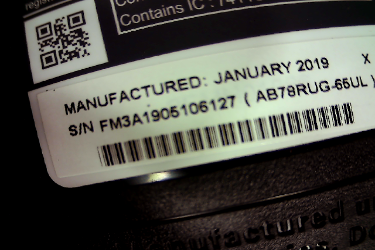 Contains IC :
MANUFACTURED: JANUARY 2019 X
S/N FM3A1905106127 ( AB78RUG-65UL )